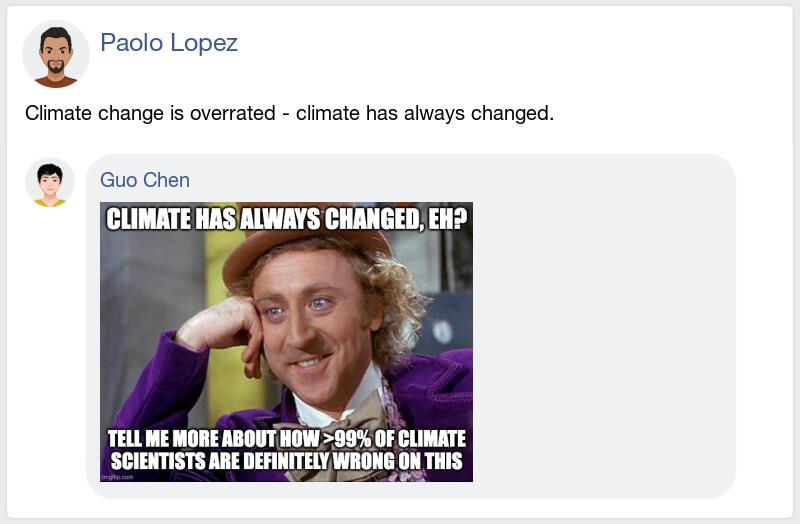 Paolo Lopez
Climate change is overrated - climate has always changed.
Guo Chen
CLIMATE HAS ALWAYS CHANGED, EH?
TELL ME MORE ABOUT HOW >99% OF CLIMATE
SCIENTISTS ARE DEFINITELY WRONG ON THIS
imgflip.com